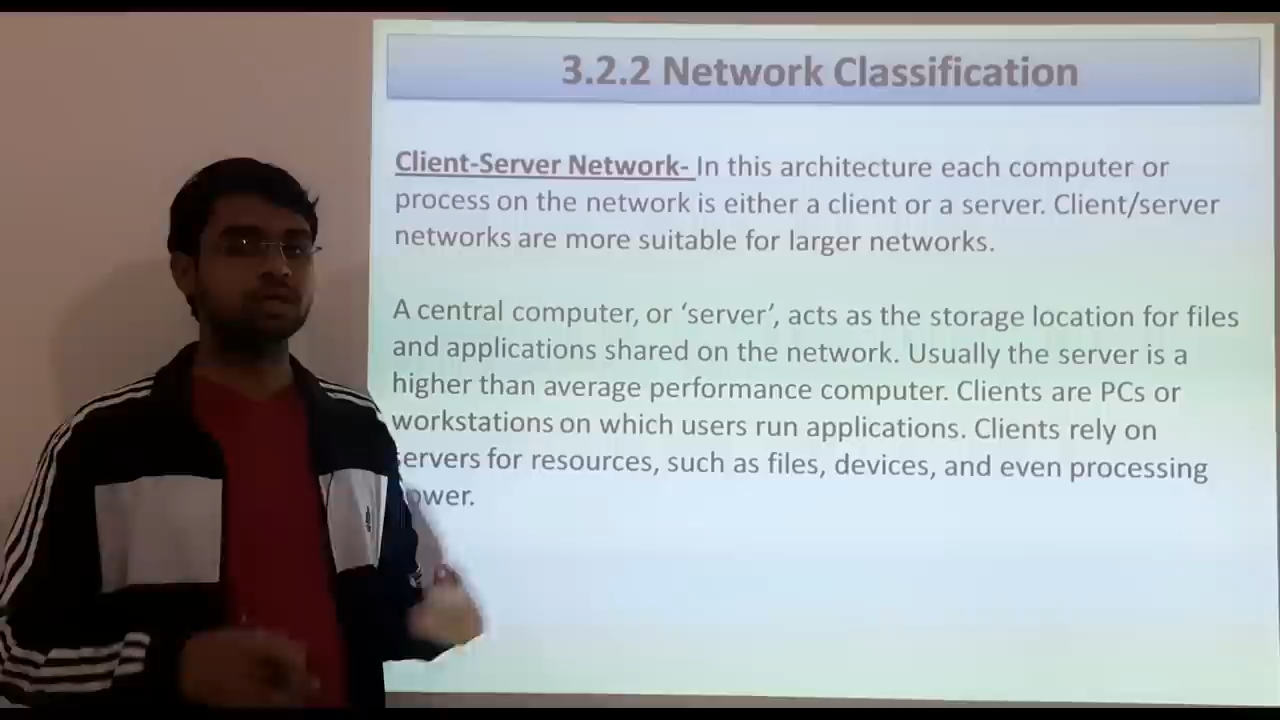 3.2.2 Network Classification
Client-Server Network- In this architecture each computer or
process on the network is either a client or a server. Client/server
networks are more suitable for larger networks.
A central computer, or ‘server’, acts as the storage location for files
and applications shared on the network. Usually the server is a
higher than average performance computer. Clients are PCs or
workstations on which users run applications. Clients rely on
servers for resources, such as files, devices, and even processing
power.